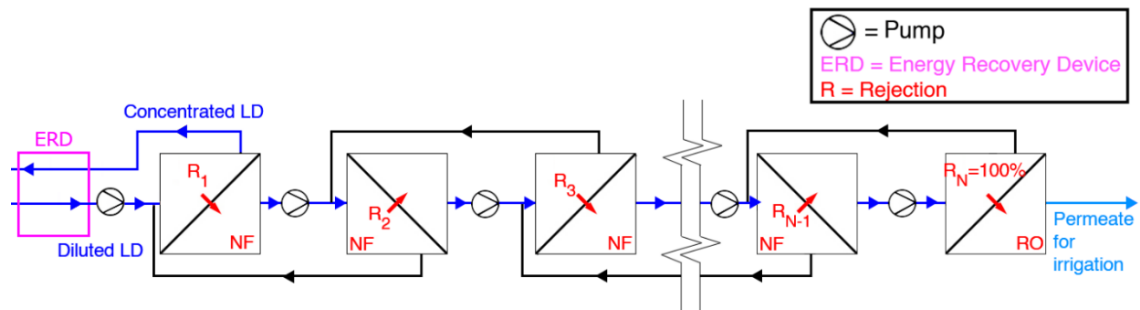 = Pump
ERD = Energy Recovery Device
R = Rejection
Concentrated LD
ERD
R1
R2
R3
RN-1
RN=100%
NF
NF
NF
NF
RO
Diluted LD
Permeate
for
irrigation